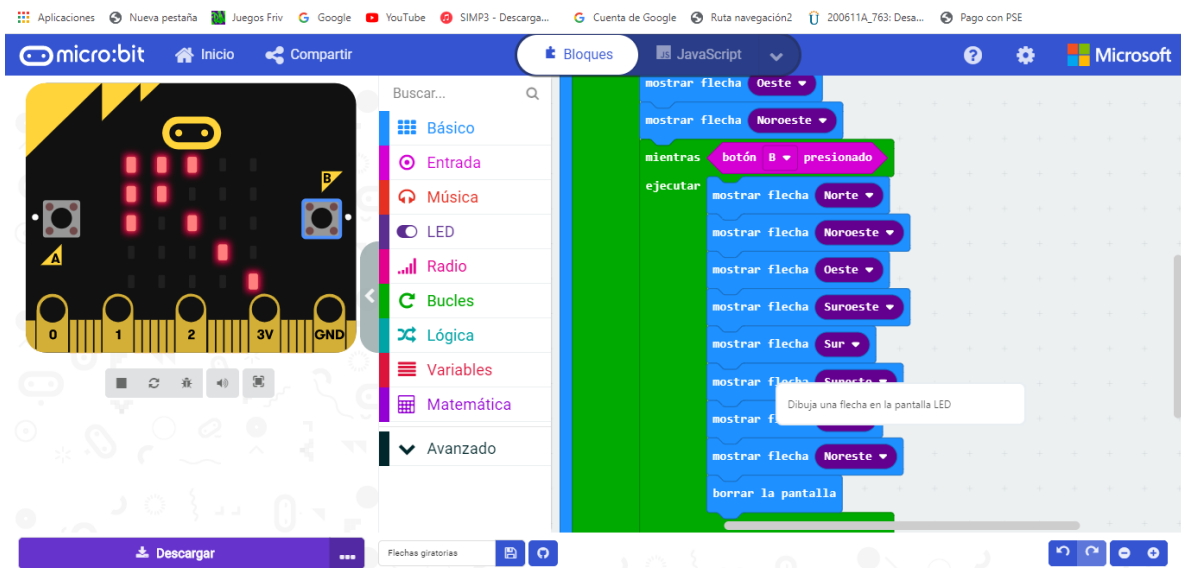 Aplicaciones Nueva pestaña Juegos Friv Google YouTube SIMP3 - Descarga... Cuenta de Google Ruta navegación2 200611A_763: Desa... Pago con PSE
micro:bit Inicio Compartir Bloques JS JavaScript ? Microsoft
Buscar...
Básico
Entrada
Música
LED
Radio
Bucles
Lógica
Variables
Matemática
Avanzado
B
A
0 1 2 3V GND
mostrar flecha Oeste
mostrar flecha Noroeste
mientras botón B presionado
ejecutar
mostrar flecha Norte
mostrar flecha Noroeste
mostrar flecha Oeste
mostrar flecha Suroeste
mostrar flecha Sur
mostrar flecha
Dibuja una flecha en la pantalla LED
mostrar
mostrar flecha Noreste
borrar la pantalla
Descargar ... Flechas giratorias